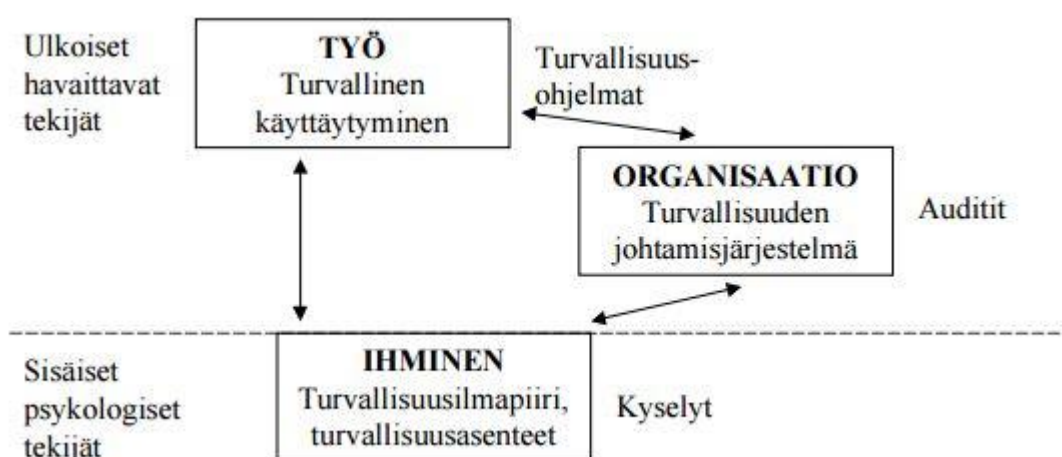 Ulkoiset
havaittavat
tekijät
TYÖ
Turvallinen
käyttäytyminen
Turvallisuus-
ohjelmat
ORGANISAATIO
Turvallisuuden
johtamisjärjestelmä
Auditit
Sisäiset
psykologiset
tekijät
IHMINEN
Turvallisuusilmapiiri,
turvallisuusasenteet
Kyselyt